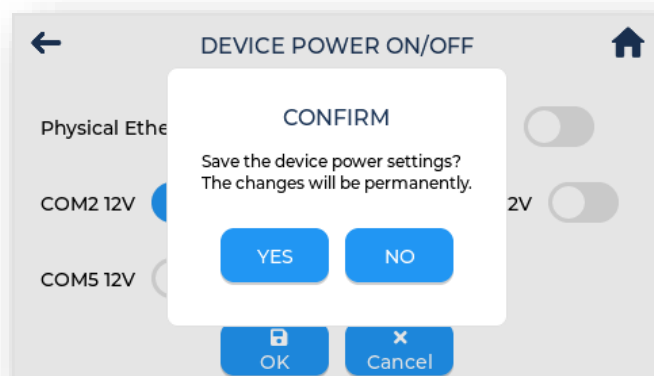 DEVICE POWER ON/OFF
CONFIRM
Physical Ethe
Save the device power settings?
The changes will be permanently.
COM2 12V
2V
YES
NO
COM5 12V
OK
Cancel